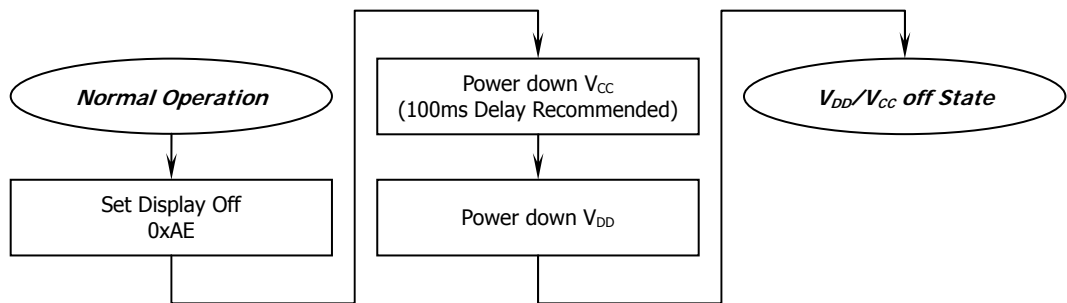 Normal Operation
Set Display Off
0xAE
Power down VCC
(100ms Delay Recommended)
Power down VDD
VDD/VCC off State